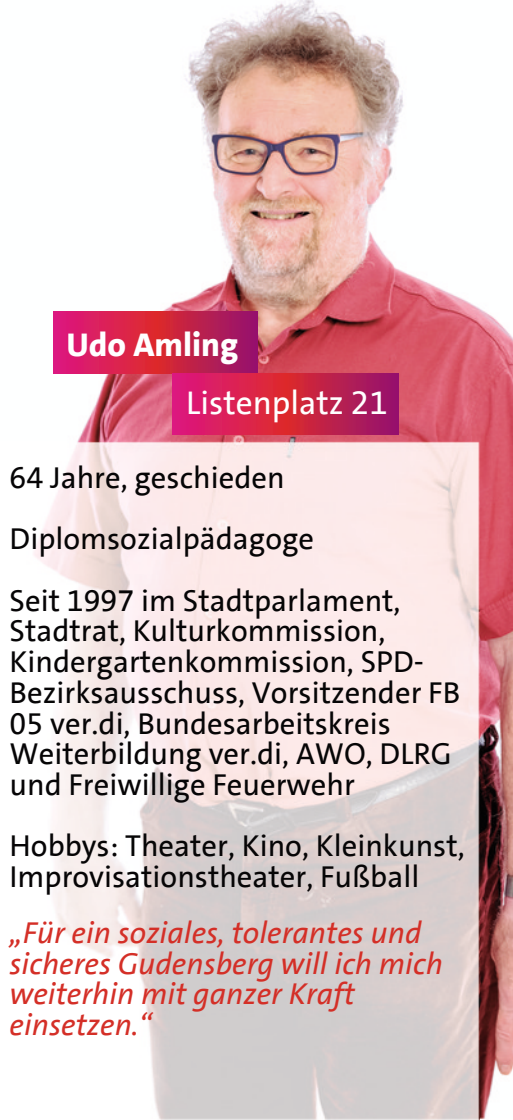 Udo Amling
Listenplatz 21
64 Jahre, geschieden
Diplomsozialpädagoge
Seit 1997 im Stadtparlament,
Stadtrat, Kulturkommission,
Kindergartenkommission, SPD-
Bezirksausschuss, Vorsitzender FB
05 ver.di, Bundesarbeitskreis
Weiterbildung ver.di, AWO, DLRG
und Freiwillige Feuerwehr
Hobbys: Theater, Kino, Kleinkunst,
Improvisationstheater, Fußball
„Für ein soziales, tolerantes und
sicheres Gudensberg will ich mich
weiterhin mit ganzer Kraft
einsetzen.“